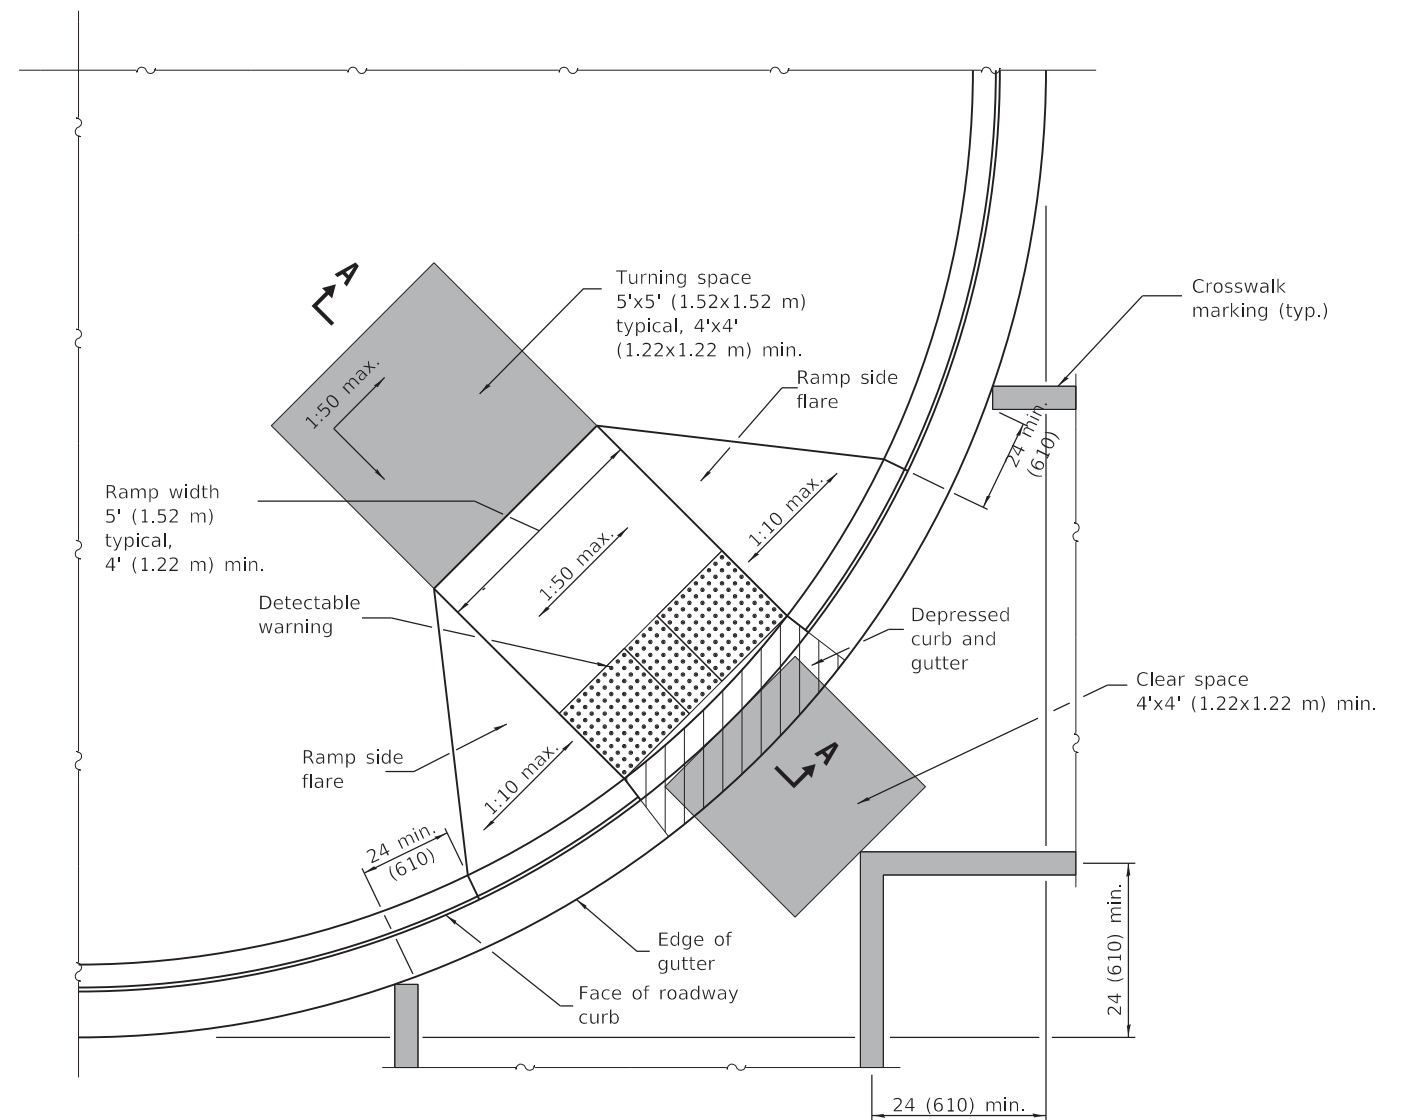 A
Turning space
5'x5' (1.52x1.52 m)
typical, 4'x4'
(1.22x1.22 m) min.
Crosswalk
marking (typ.)
1:50 max.
Ramp side
flare
24 min.
(610)
Ramp width
5' (1.52 m)
typical,
4' (1.22 m) min.
1:10 max.
1:50 max.
Detectable
warning
Depressed
curb and
gutter
Clear space
4'x4' (1.22x1.22 m) min.
Ramp side
flare
1:10 max.
A
24 min.
(610)
Edge of
gutter
Face of roadway
curb
24 (610) min.
24 (610) min.